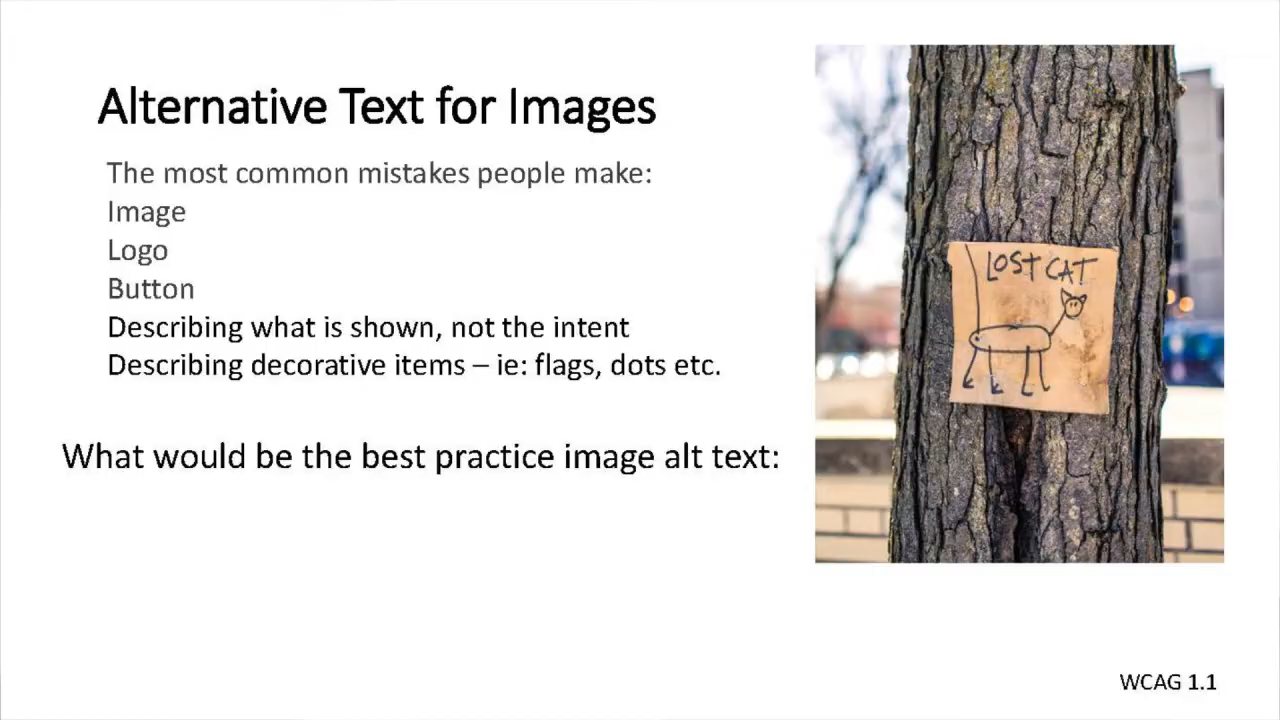 Alternative Text for Images
The most common mistakes people make:
Image
Logo
Button
Describing what is shown, not the intent
Describing decorative items – ie: flags, dots etc.
What would be the best practice image alt text:
LOST CAT
WCAG 1.1